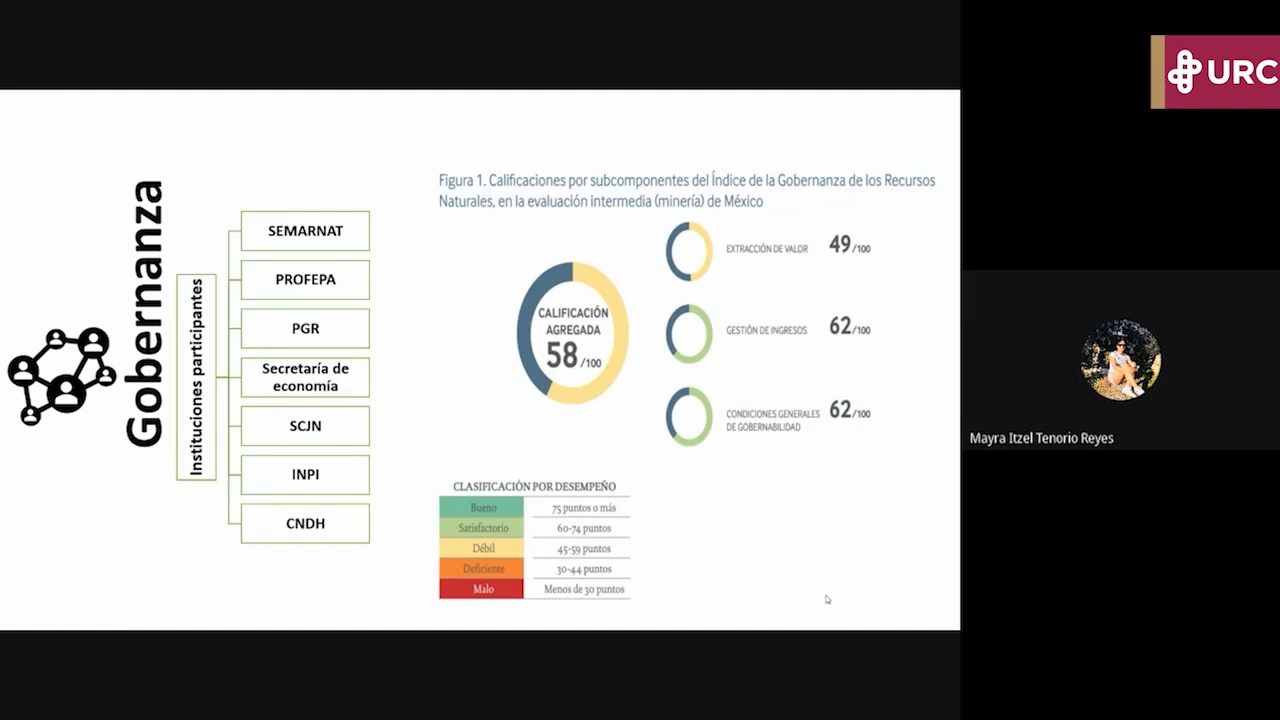 URC
Gobernanza
Instituciones participantes
SEMARNAT
PROFEPA
PGR
Secretaría de
economía
SCJN
INPI
CNDH
Figura 1. Calificaciones por subcomponentes del Índice de la Gobernanza de los Recursos
Naturales, en la evaluación intermedia (minería) de México
CALIFICACIÓN
AGREGADA
58/100
EXTRACCIÓN DE VALOR 49/100
GESTIÓN DE INGRESOS 62/100
CONDICIONES GENERALES
DE GOBERNABILIDAD
62/100
CLASIFICACIÓN POR DESEMPEÑO
Bueno 75 puntos o más
Satisfactorio 60-74 puntos
Débil 45-59 puntos
Deficiente 30-44 puntos
Malo Menos de 30 puntos
Mayra Itzel Tenorio Reyes